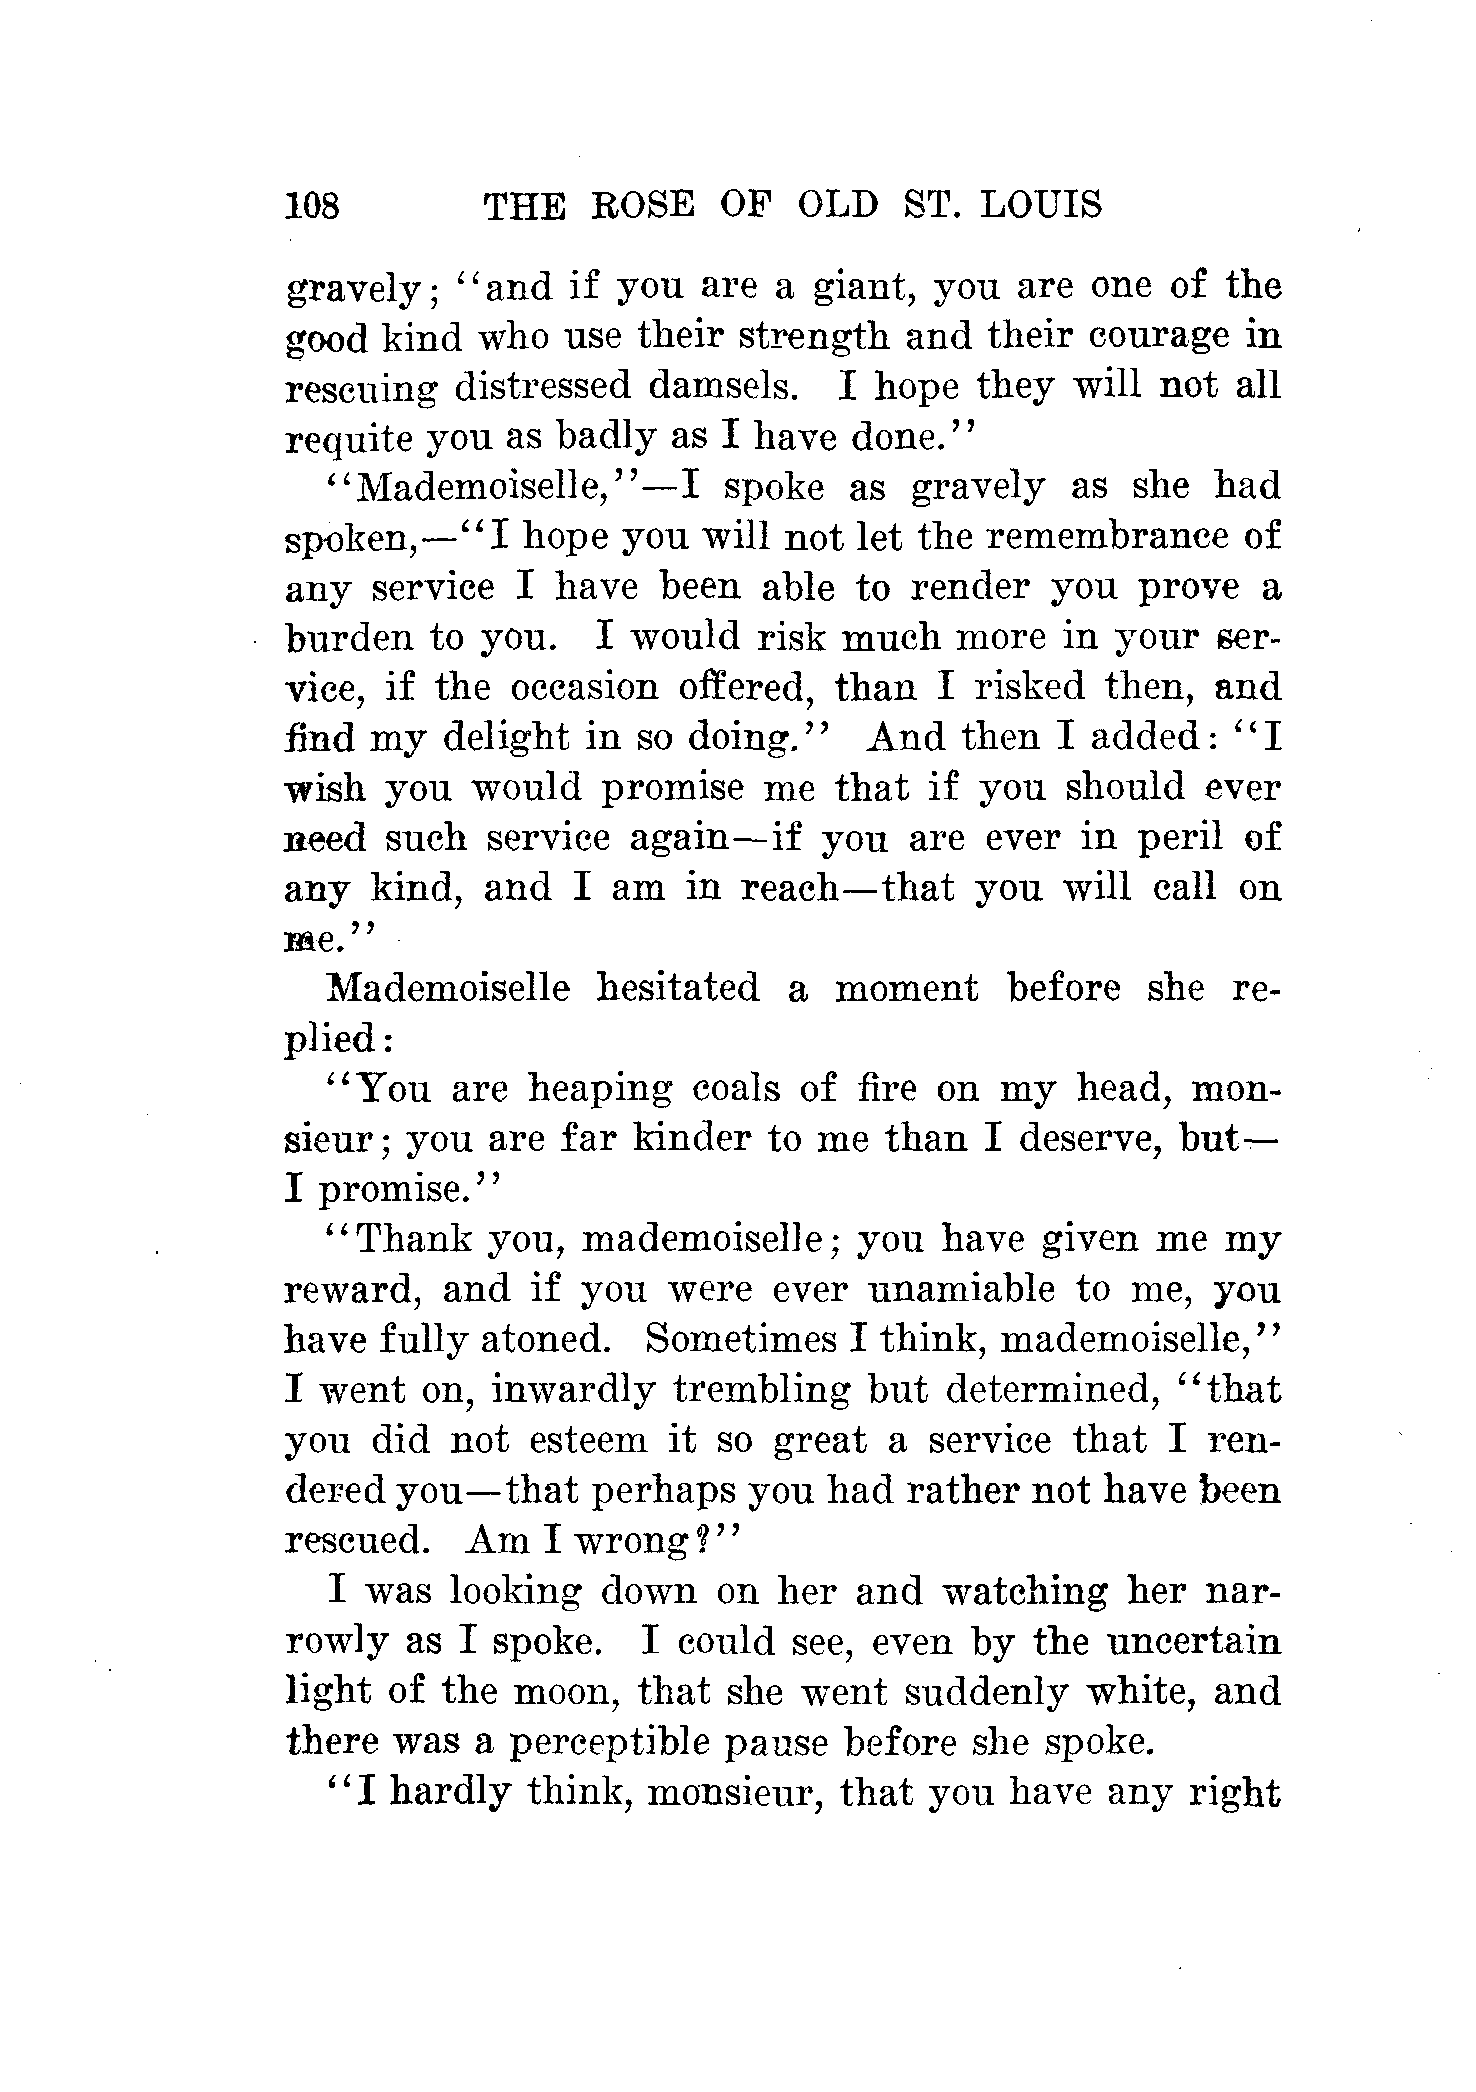 108 THE ROSE OF OLD ST. LOUIS
gravely; "and if you are a giant, you are one of the
good kind who use their strength and their courage in
rescuing distressed damsels. I hope they will not all
requite you as badly as I have done."
"Mademoiselle,"—I spoke as gravely as she had
spoken,—"I hope you will not let the remembrance of
any service I have been able to render you prove a
burden to you. I would risk much more in your ser-
vice, if the occasion offered, than I risked then, and
find my delight in so doing." And then I added: "I
wish you would promise me that if you should ever
need such service again—if you are ever in peril of
any kind, and I am in reach—that you will call on
me."
Mademoiselle hesitated a moment before she re-
plied:
"You are heaping coals of fire on my head, mon-
sieur; you are far kinder to me than I deserve, but—
I promise."
"Thank you, mademoiselle; you have given me my
reward, and if you were ever unamiable to me, you
have fully atoned. Sometimes I think, mademoiselle,"
I went on, inwardly trembling but determined, "that
you did not esteem it so great a service that I ren-
dered you—that perhaps you had rather not have been
rescued. Am I wrong?"
I was looking down on her and watching her nar-
rowly as I spoke. I could see, even by the uncertain
light of the moon, that she went suddenly white, and
there was a perceptible pause before she spoke.
"I hardly think, monsieur, that you have any right